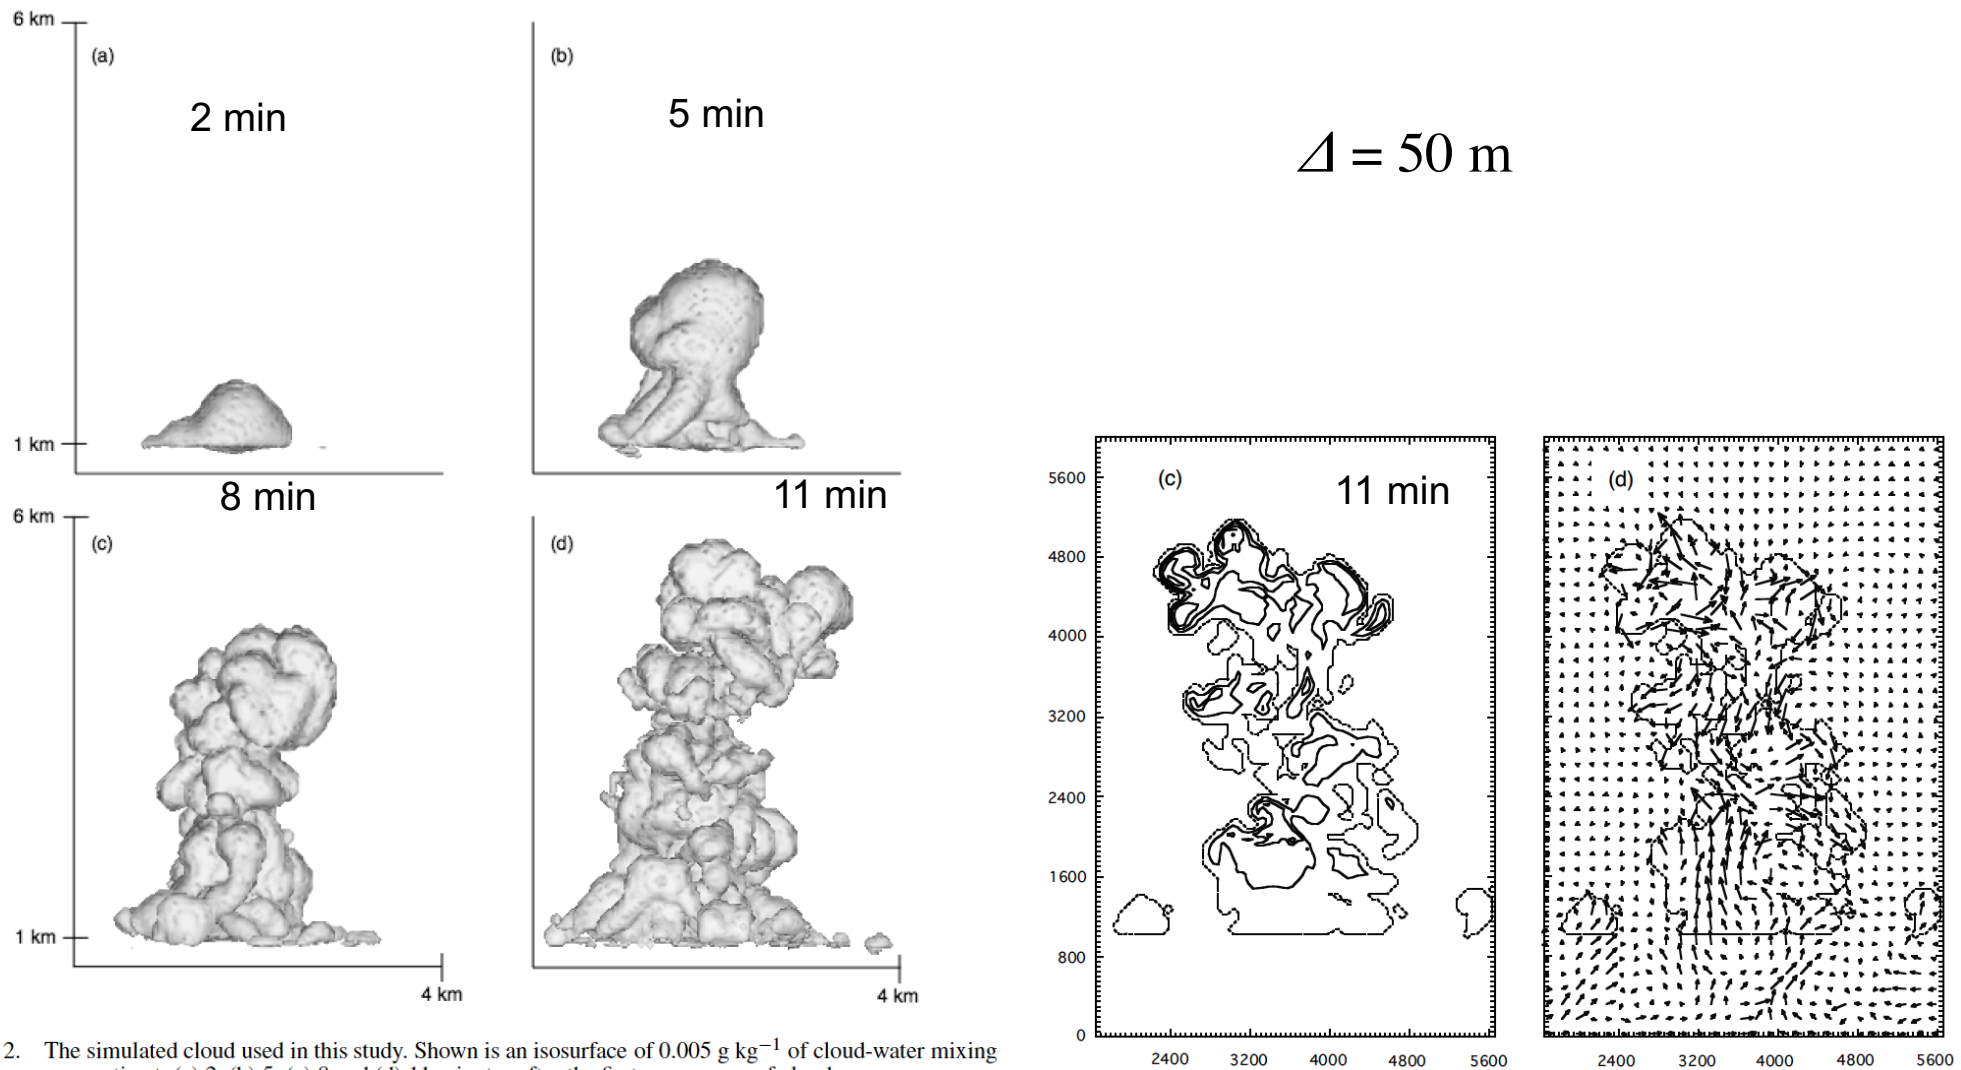 6 km
(a)
2 min
1 km
(b)
5 min
Δ = 50 m
8 min
6 km
(c)
1 km
4 km
11 min
(d)
4 km
(c)
11 min
5600
4800
4000
3200
2400
1600
800
0
2400 3200 4000 4800 5600
(d)
2400 3200 4000 4800 5600
2. The simulated cloud used in this study. Shown is an isosurface of 0.005 g kg−1 of cloud-water mixing